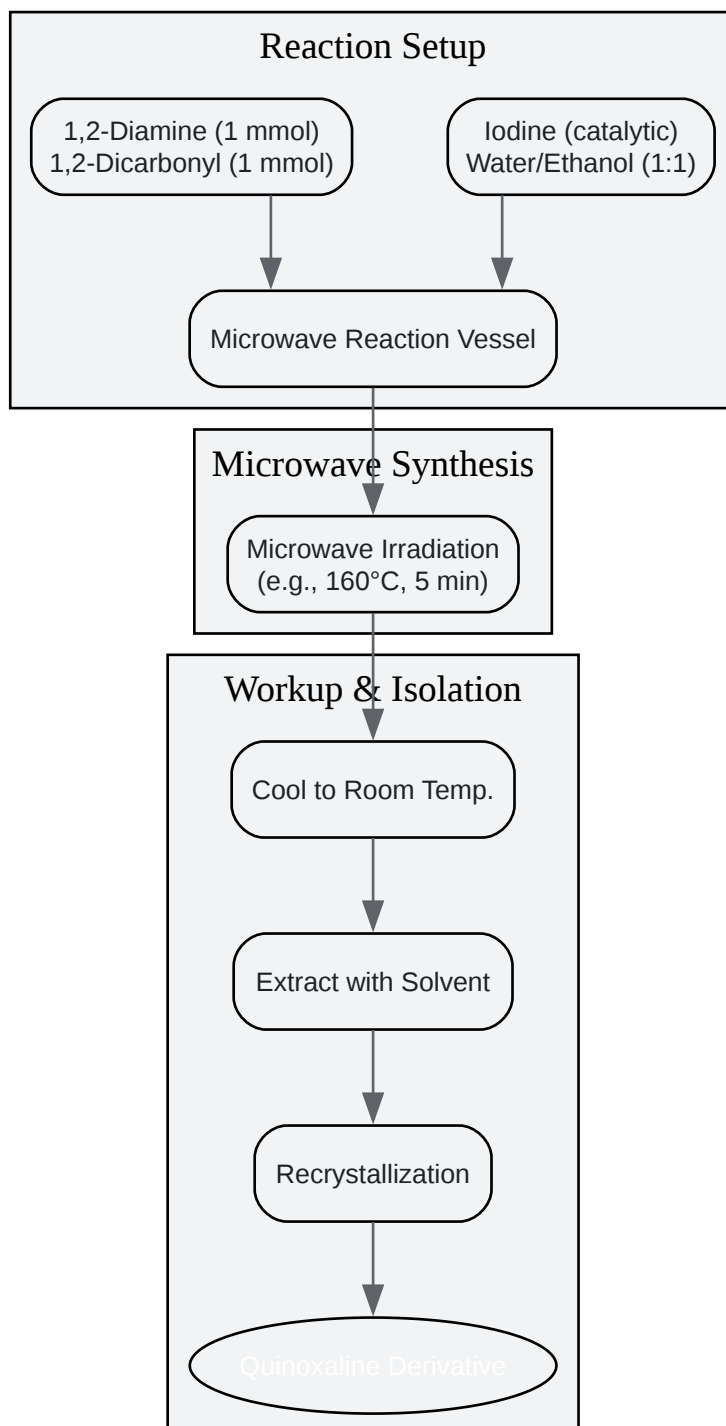 Reaction Setup
1,2-Diamine (1 mmol)
1,2-Dicarbonyl (1 mmol)
Iodine (catalytic)
Water/Ethanol (1:1)
Microwave Reaction Vessel
Microwave Synthesis
Microwave Irradiation
(e.g., 160°C, 5 min)
Workup & Isolation
Cool to Room Temp.
Extract with Solvent
Recrystallization
Quinoxaline Derivative